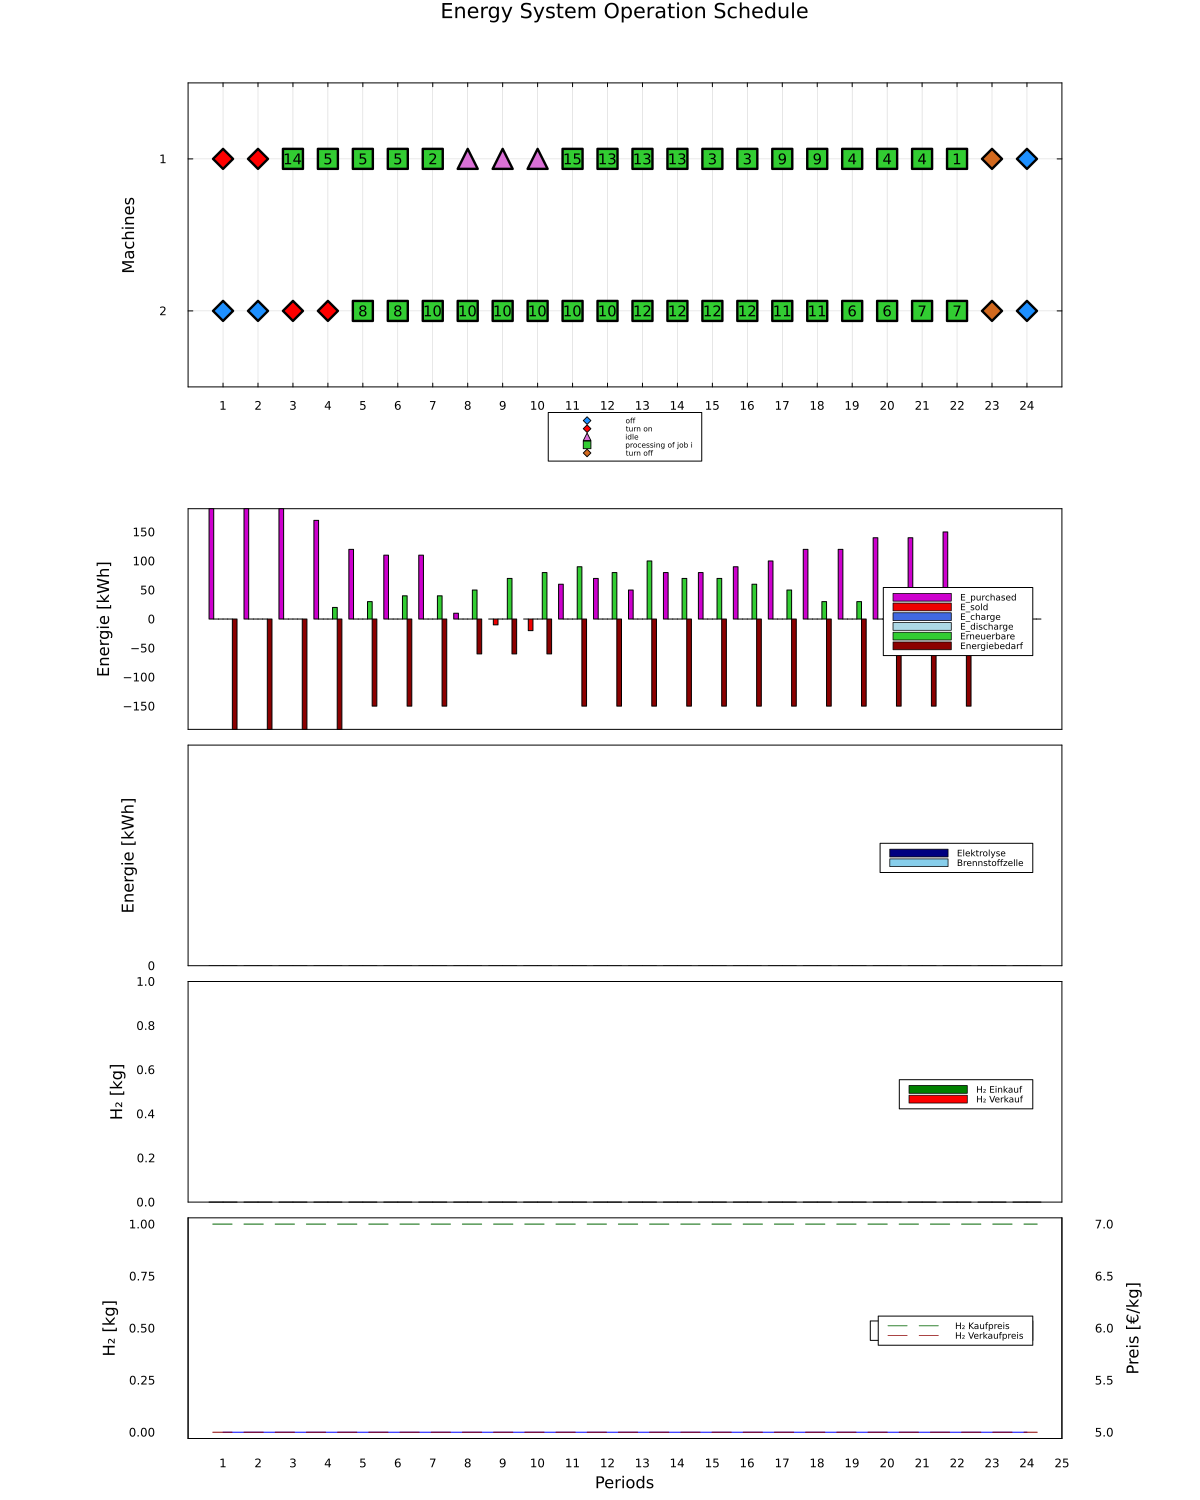 Energy System Operation Schedule
Machines
1
14 5 5 5 2 15 13 13 13 3 3 9 9 4 4 4 1
2
8 8 10 10 10 10 10 10 12 12 12 12 11 11 6 6 7 7
1 2 3 4 5 6 7 8 9 10 11 12 13 14 15 16 17 18 19 20 21 22 23 24
off
turn on
idle
processing of job i
turn off
Energie [kWh]
150
100
50
0
−50
−100
−150
E_purchased
E_sold
E_charge
E_discharge
Erneuerbare
Energiebedarf
Energie [kWh]
0
Elektrolyse
Brennstoffzelle
H₂ [kg]
1.0
0.8
0.6
0.4
0.2
0.0
H₂ Einkauf
H₂ Verkauf
H₂ [kg]
1.00
0.75
0.50
0.25
0.00
H₂ Kaufpreis
H₂ Verkaufpreis
7.0
6.5
6.0
5.5
5.0
Preis [€/kg]
1 2 3 4 5 6 7 8 9 10 11 12 13 14 15 16 17 18 19 20 21 22 23 24 25
Periods